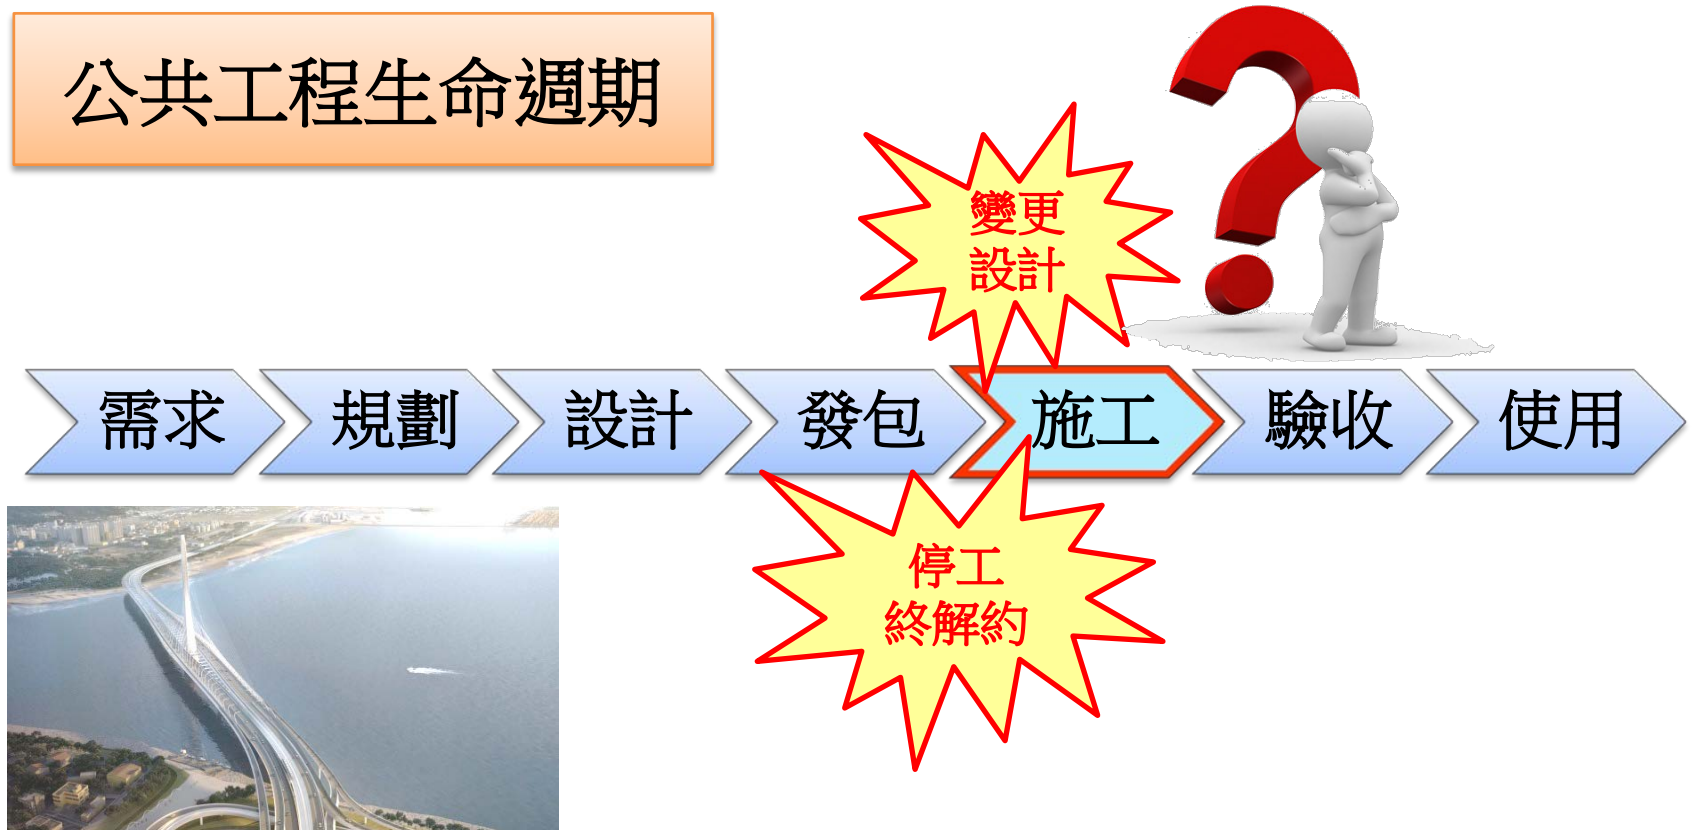 公共工程生命週期
變更
設計
需求
規劃
設計
發包
施工
驗收
使用
停工
終解約